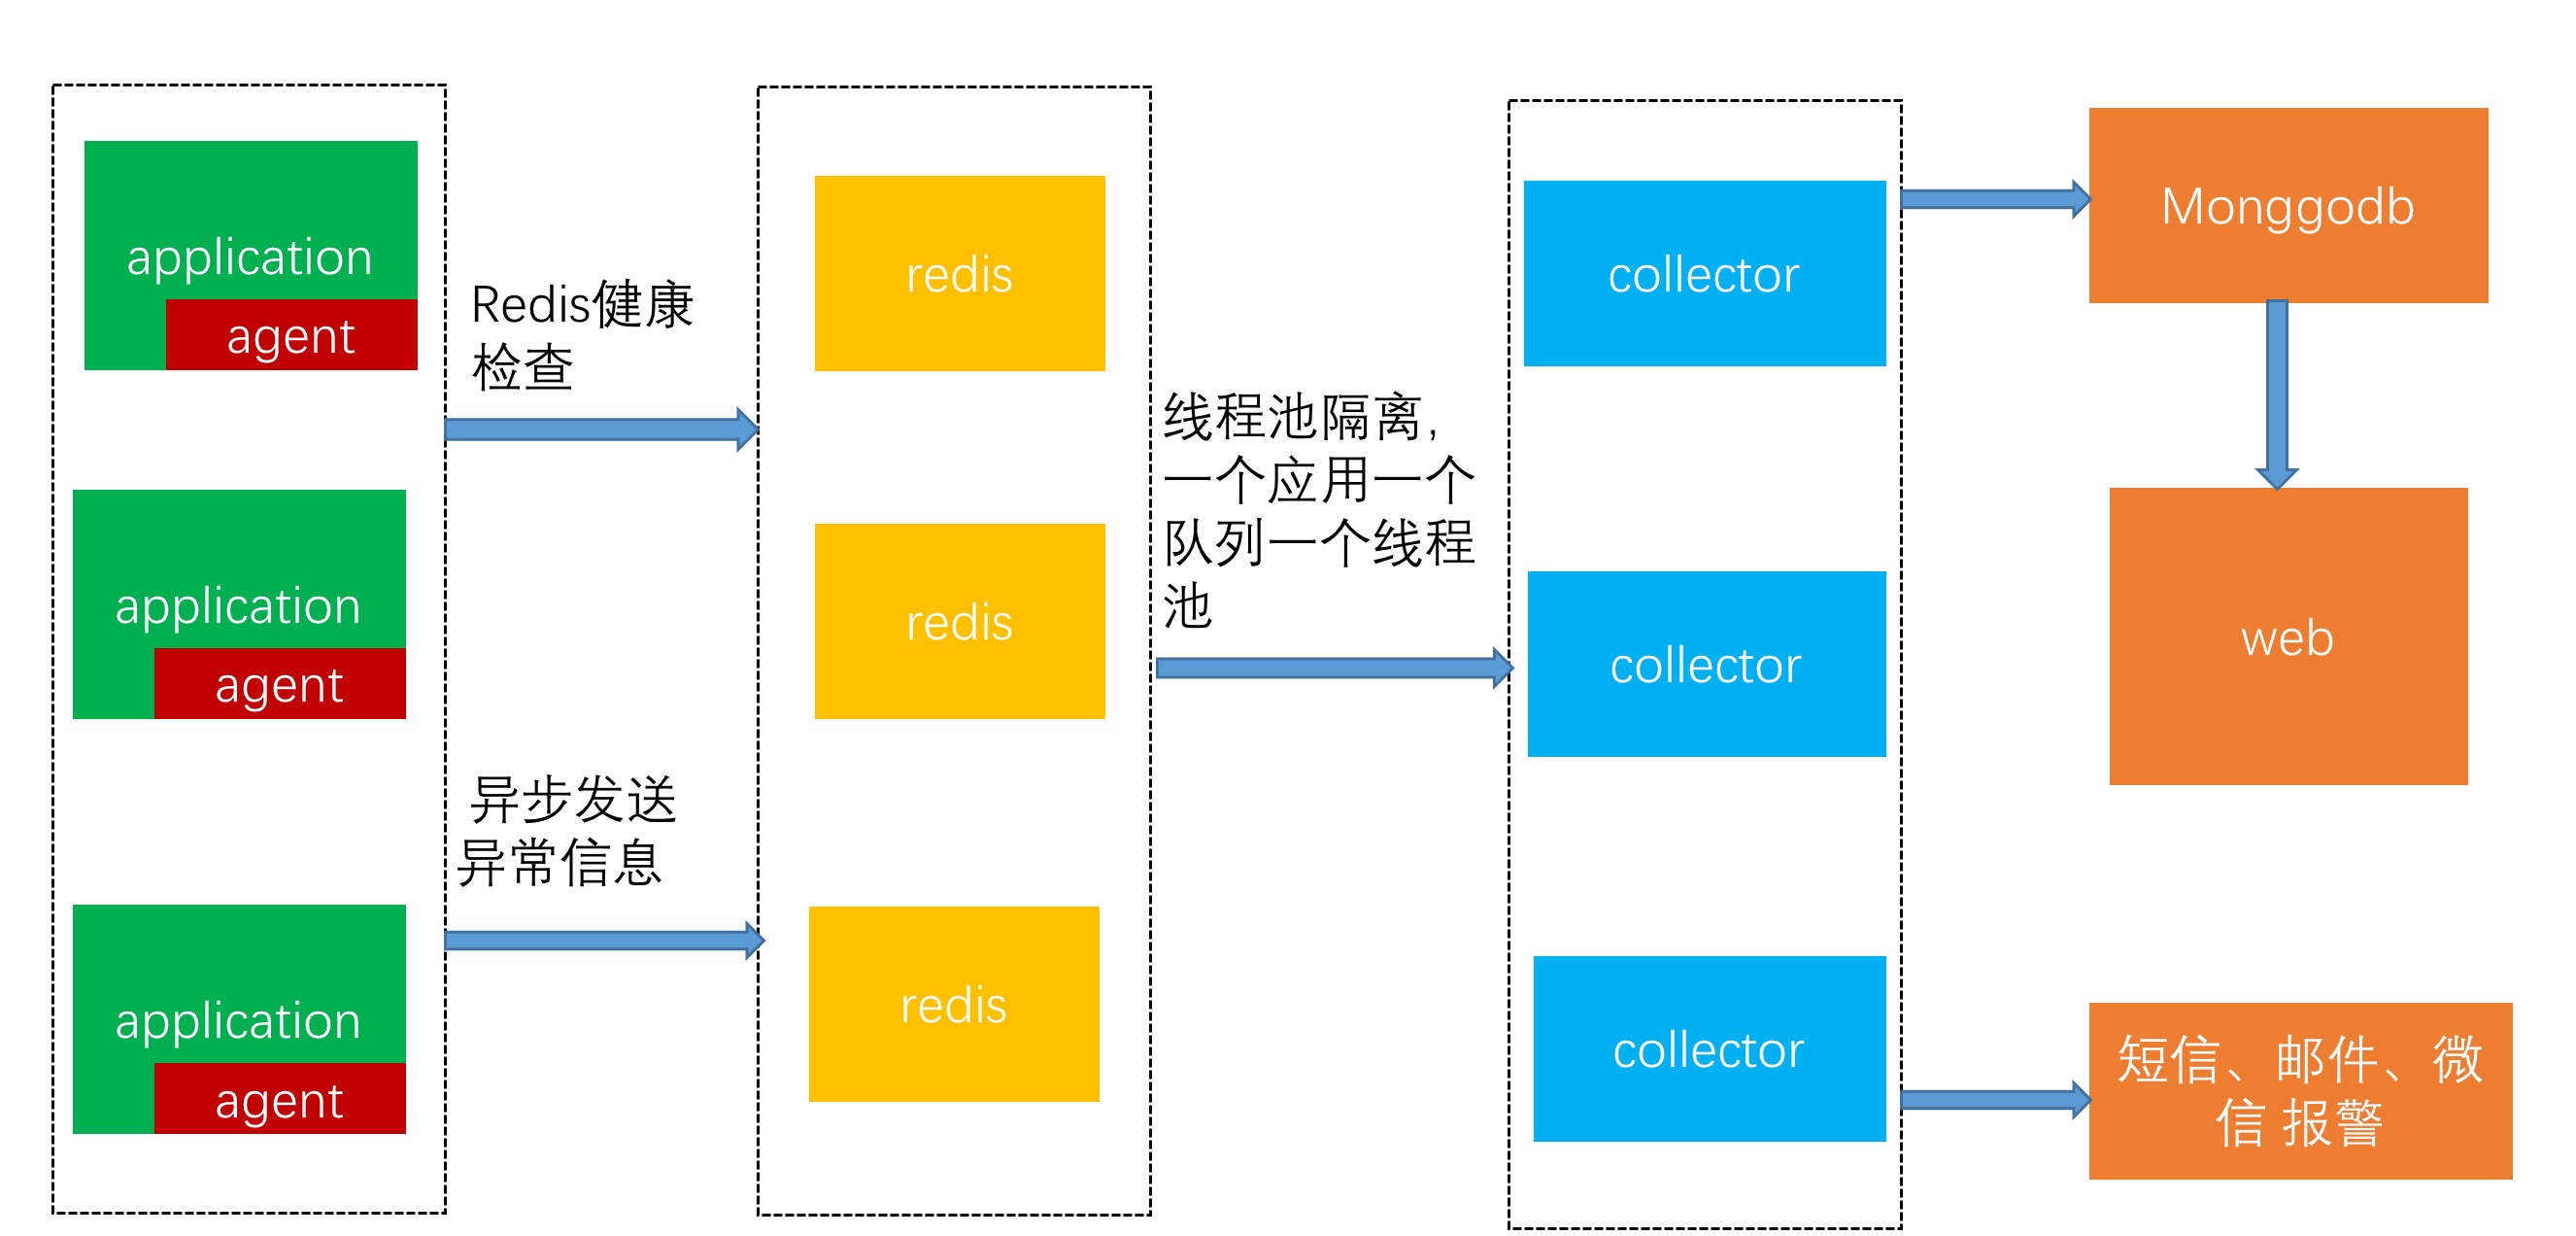 application
agent
application
agent
application
agent
Redis健康
检查
异步发送
异常信息
redis
redis
redis
线程池隔离，
一个应用一个
队列一个线程
池
collector
collector
collector
Monggodb
web
短信、邮件、微
信 报警